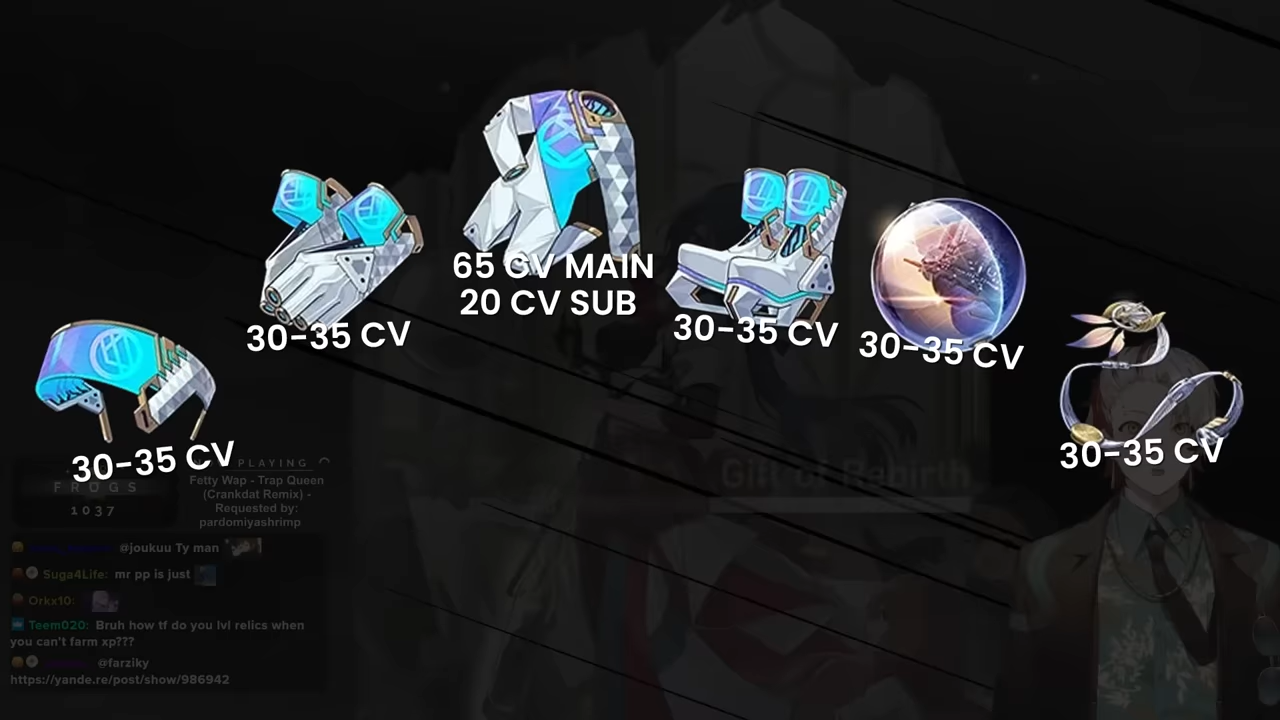 65 CV MAIN
20 CV SUB
30-35 CV
30-35 CV
30-35 CV
30-35 CV
30-35 CV
Gift of Rebirth
PLAYING
FROGS
1037
Fetty Wap - Trap Queen
(Crankdat Remix) -
Requested by:
pardomiyashrimp
@joukuu Ty man
Suga4Life: mr pp is just
Orkx10:
Teem020: Bruh how tf do you lvl relics when
you can't farm xp???
@farziky
https://yande.re/post/show/986942